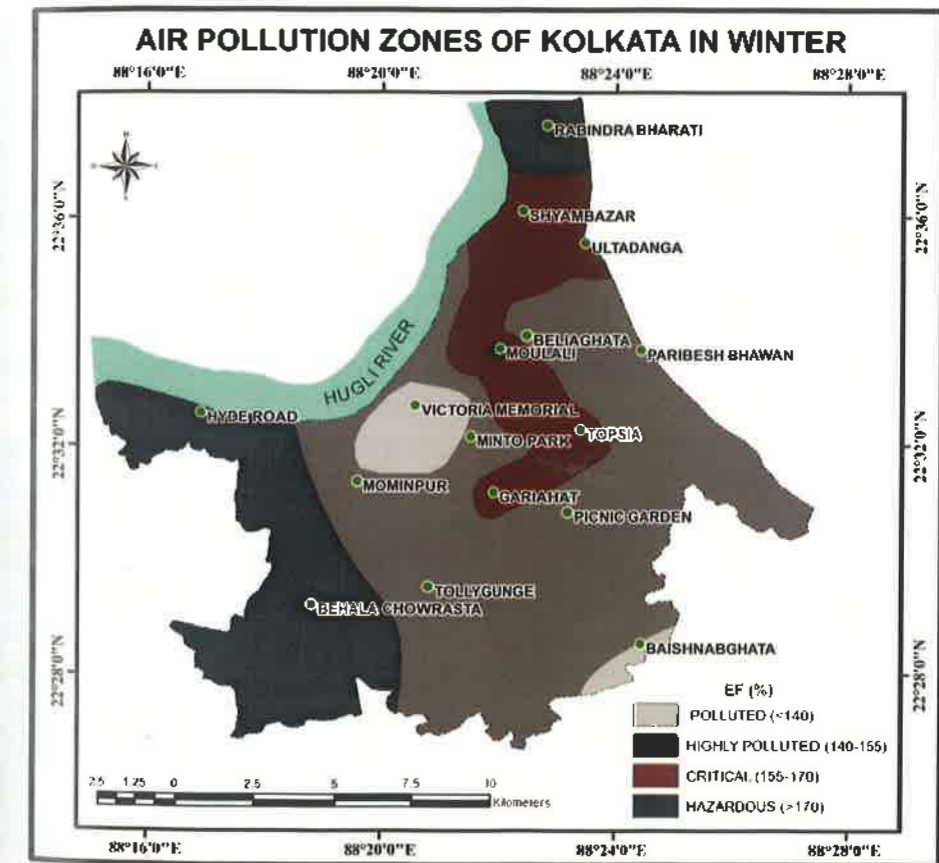 AIR POLLUTION ZONES OF KOLKATA IN WINTER
88°16'0"E 88°20'0"E 88°24'0"E 88°28'0"E
RABINDRA BHARATI
22°36'0"N 22°36'0"N
SHYAMBAZAR
ULTADANGA
HUGLI RIVER
BELIAGHATA
MOULALI
PARIBESH BHAWAN
HYDE ROAD
VICTORIA MEMORIAL
22°32'0"N 22°32'0"N
MINTO PARK
TOPSIA
MOMINPUR
GARIAHAT
PICNIC GARDEN
TOLLYGUNGE
BEHALA CHOWRASTA
BAISHNABGHATA
22°28'0"N 22°28'0"N
EF (%)
POLLUTED (<140)
HIGHLY POLLUTED (140-155)
CRITICAL (155-170)
HAZARDOUS (>170)
2.5 1.25 0 2.5 5 7.5 10
Kilometers
88°16'0"E 88°20'0"E 88°24'0"E 88°28'0"E